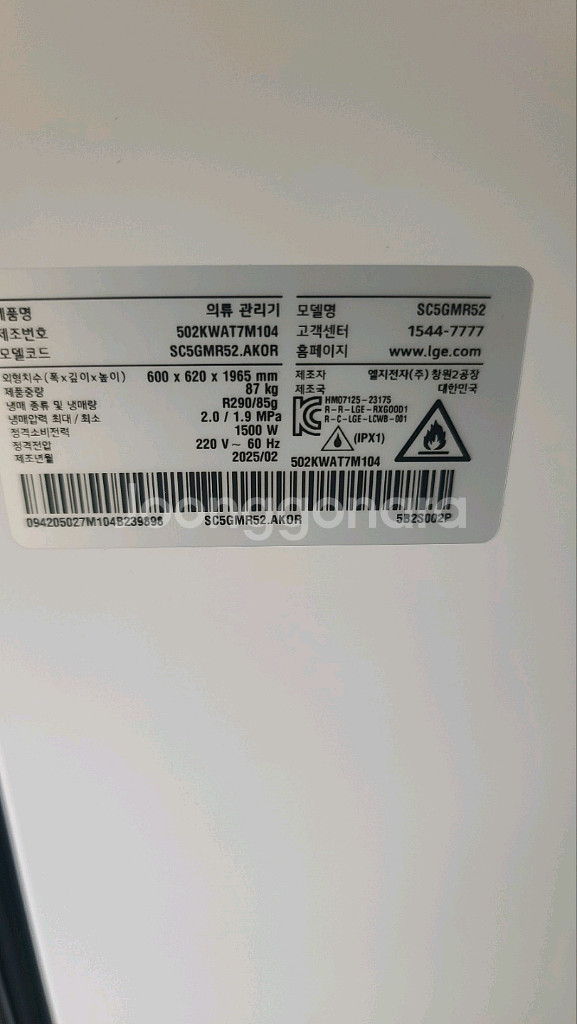 제품명 의류 관리기
제조번호 502KWAT7M104
모델코드 SC5GMR52.AKOR
외형치수(폭x깊이x높이) 600 x 620 x 1965 mm
제품중량 87 kg
냉매 종류 및 냉매량 R290/85g
냉매압력 최대 / 최소 2.0 / 1.9 MPa
정격소비전력 1500 W
정격전압 220 V ~ 60 Hz
제조년월 2025/02
모델명 SC5GMR52
고객센터 1544-7777
홈페이지 www.lge.com
제조자 엘지전자(주) 창원2공장
제조국 대한민국
HM07125-23175
R-R-LGE-RXGOOD1
R-C-LGE-LCWB-001
(IPX1)
502KWAT7M104
joonggonara
094205027M104B239898 SC5GMR52.AKOR 5B2S002P